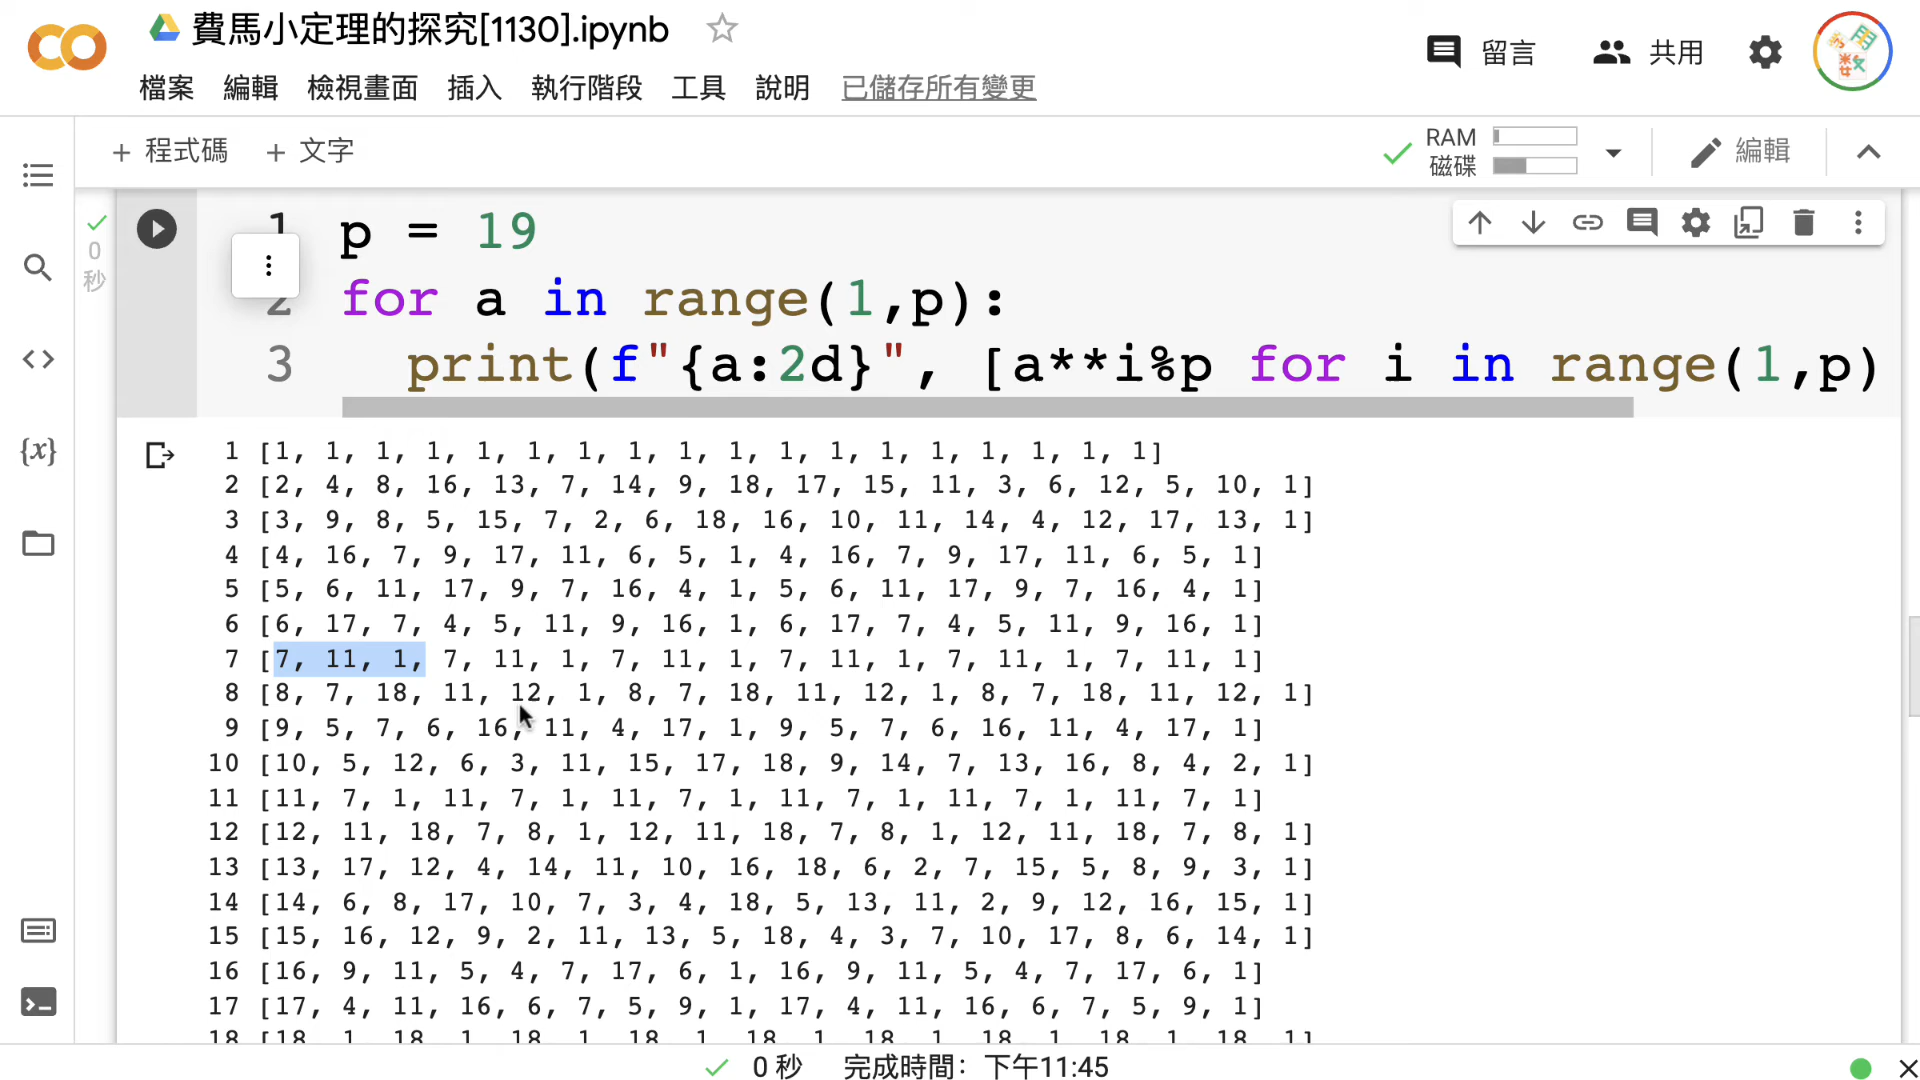 費馬小定理的探究[1130].ipynb
留言
共用
檔案 編輯 檢視畫面 插入 執行階段 工具 說明 已儲存所有變更
+ 程式碼 + 文字
RAM
磁碟
編輯
0
秒
1 p = 19
2 for a in range(1,p):
3 print(f"{a:2d}", [a**i%p for i in range(1,p)
{x}
1 [1, 1, 1, 1, 1, 1, 1, 1, 1, 1, 1, 1, 1, 1, 1, 1, 1, 1]
2 [2, 4, 8, 16, 13, 7, 14, 9, 18, 17, 15, 11, 3, 6, 12, 5, 10, 1]
3 [3, 9, 8, 5, 15, 7, 2, 6, 18, 16, 10, 11, 14, 4, 12, 17, 13, 1]
4 [4, 16, 7, 9, 17, 11, 6, 5, 1, 4, 16, 7, 9, 17, 11, 6, 5, 1]
5 [5, 6, 11, 17, 9, 7, 16, 4, 1, 5, 6, 11, 17, 9, 7, 16, 4, 1]
6 [6, 17, 7, 4, 5, 11, 9, 16, 1, 6, 17, 7, 4, 5, 11, 9, 16, 1]
7 [7, 11, 1, 7, 11, 1, 7, 11, 1, 7, 11, 1, 7, 11, 1, 7, 11, 1]
8 [8, 7, 18, 11, 12, 1, 8, 7, 18, 11, 12, 1, 8, 7, 18, 11, 12, 1]
9 [9, 5, 7, 6, 16, 11, 4, 17, 1, 9, 5, 7, 6, 16, 11, 4, 17, 1]
10 [10, 5, 12, 6, 3, 11, 15, 17, 18, 9, 14, 7, 13, 16, 8, 4, 2, 1]
11 [11, 7, 1, 11, 7, 1, 11, 7, 1, 11, 7, 1, 11, 7, 1, 11, 7, 1]
12 [12, 11, 18, 7, 8, 1, 12, 11, 18, 7, 8, 1, 12, 11, 18, 7, 8, 1]
13 [13, 17, 12, 4, 14, 11, 10, 16, 18, 6, 2, 7, 15, 5, 8, 9, 3, 1]
14 [14, 6, 8, 17, 10, 7, 3, 4, 18, 5, 13, 11, 2, 9, 12, 16, 15, 1]
15 [15, 16, 12, 9, 2, 11, 13, 5, 18, 4, 3, 7, 10, 17, 8, 6, 14, 1]
16 [16, 9, 11, 5, 4, 7, 17, 6, 1, 16, 9, 11, 5, 4, 7, 17, 6, 1]
17 [17, 4, 11, 16, 6, 7, 5, 9, 1, 17, 4, 11, 16, 6, 7, 5, 9, 1]
18 [18, 1, 18, 1, 18, 1, 18, 1, 18, 1, 18, 1, 18, 1, 18, 1, 18, 1]
0 秒 完成時間：下午11:45